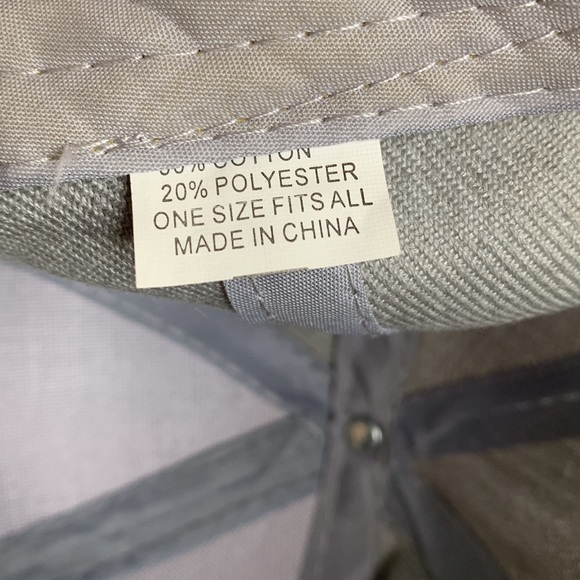 COTTON
20% POLYESTER
ONE SIZE FITS ALL
MADE IN CHINA